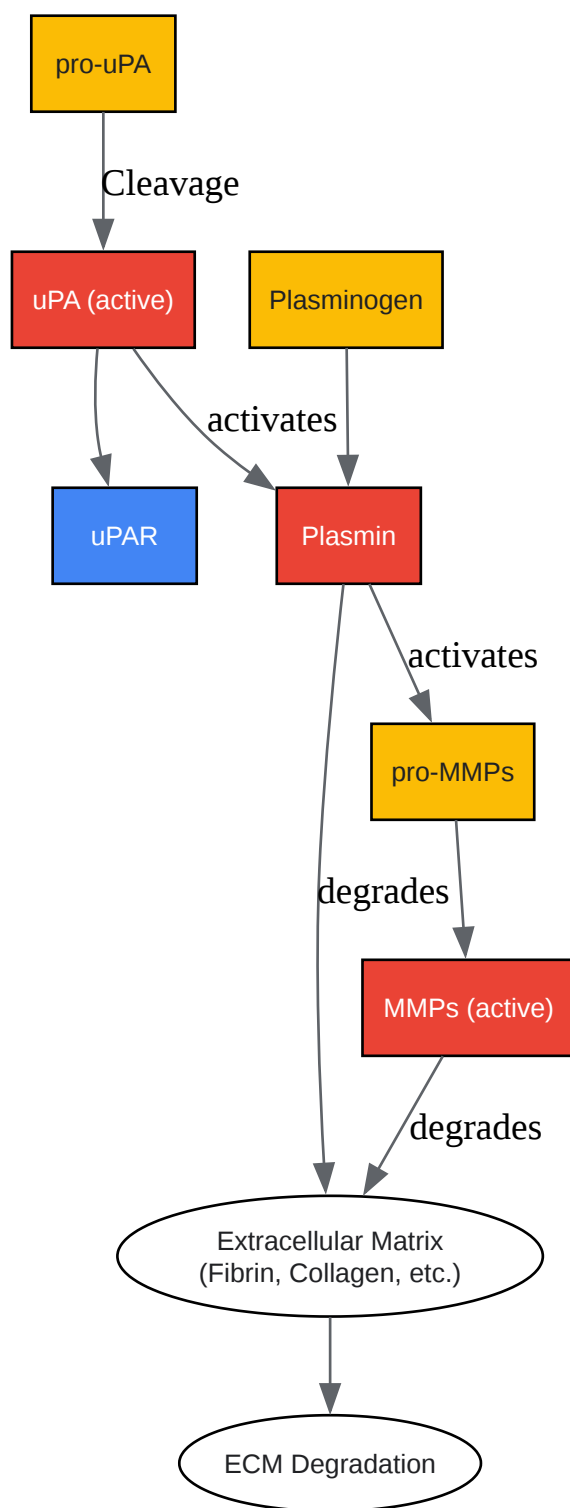 pro-uPA
Cleavage
uPA (active)
Plasminogen
activates
uPAR
Plasmin
activates
pro-MMPs
degrades
MMPs (active)
degrades
Extracellular Matrix
(Fibrin, Collagen, etc.)
ECM Degradation